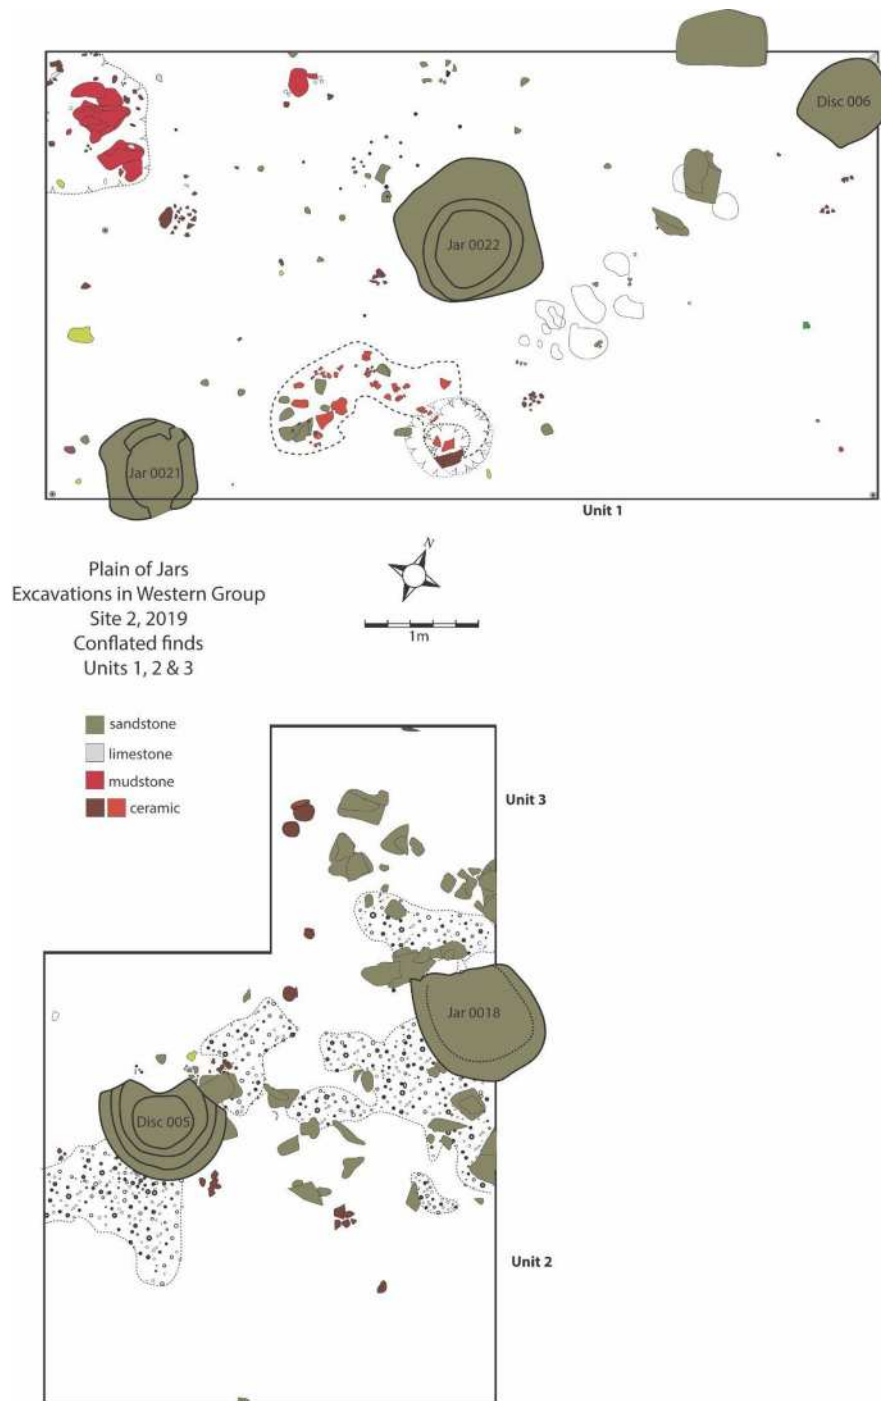 Disc 006
Jar 0022
Jar 0021
Unit 1
N
Plain of Jars
Excavations in Western Group
Site 2, 2019
Conflated finds
Units 1, 2 & 3
1m
sandstone
limestone
mudstone
ceramic
Unit 3
Jar 0018
Disc 005
Unit 2